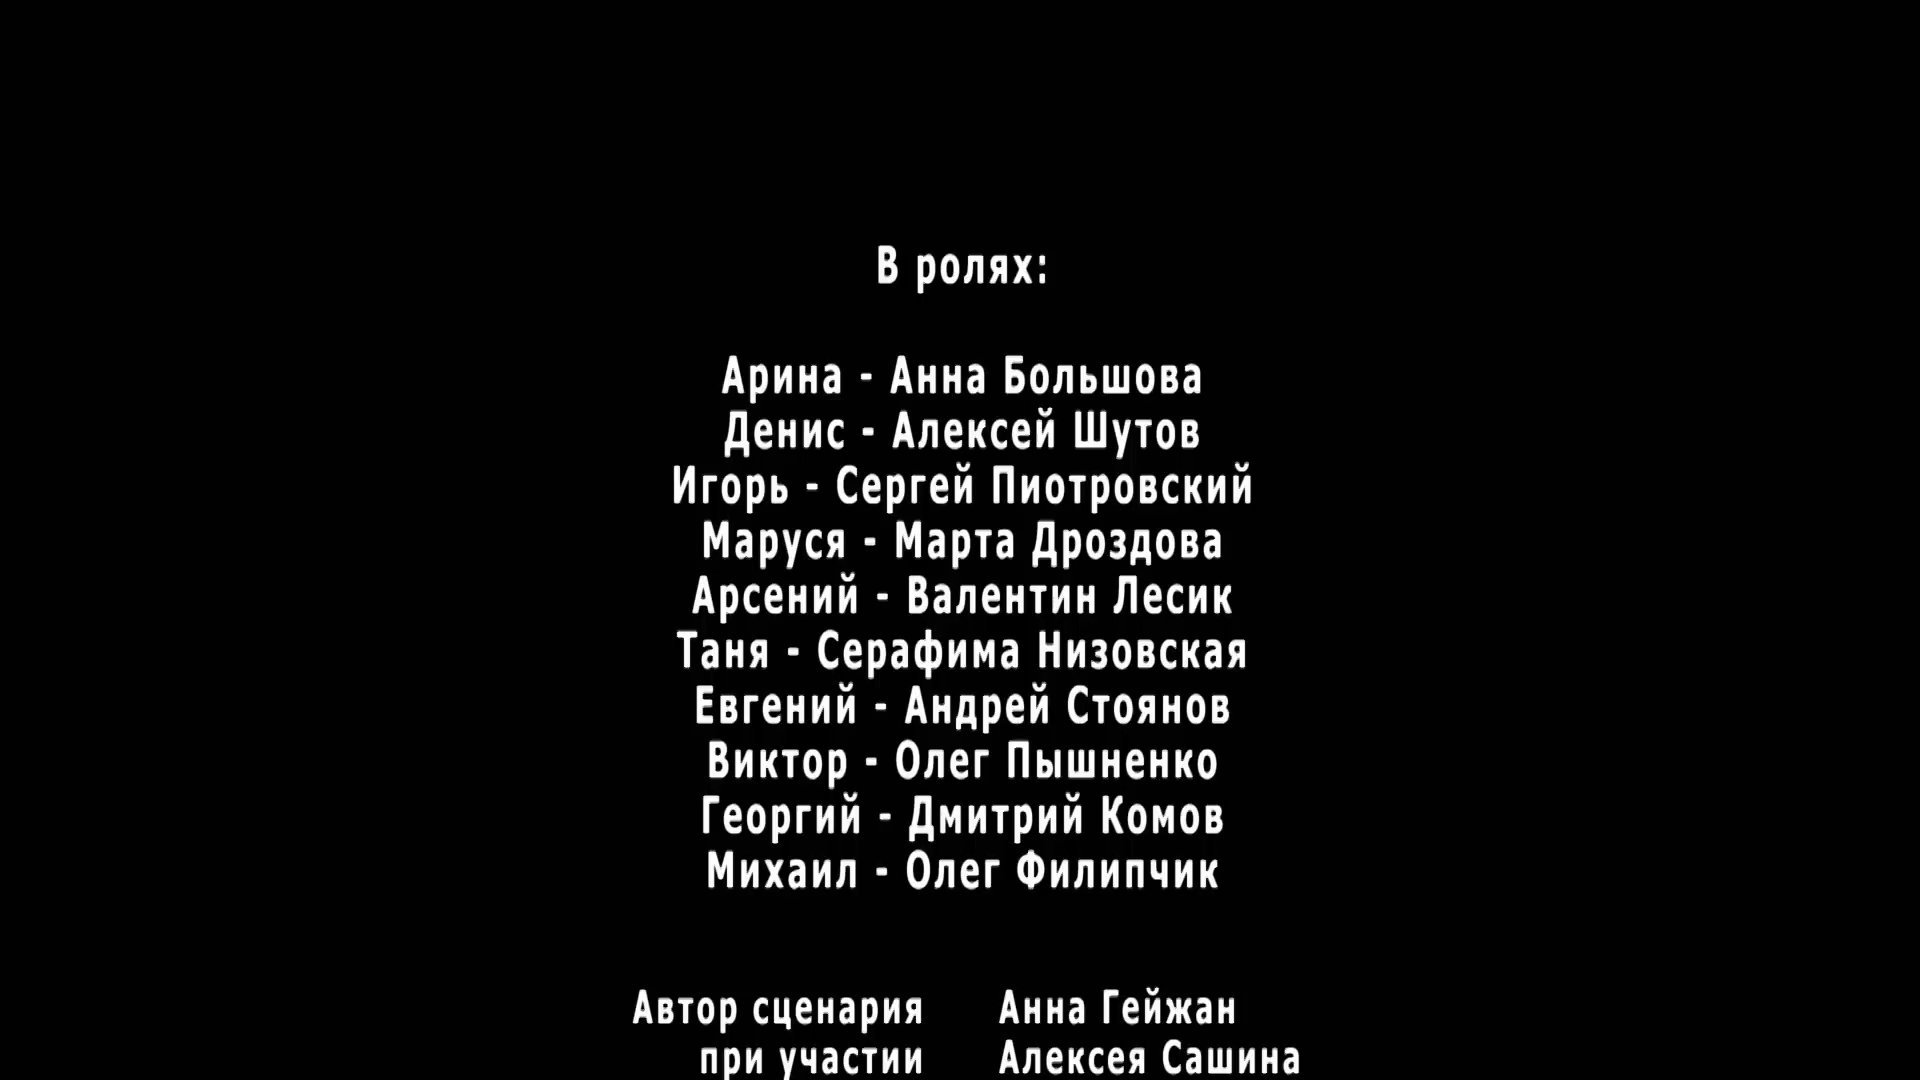 В ролях:
Арина - Анна Большова
Денис - Алексей Шутов
Игорь - Сергей Пиотровский
Маруся - Марта Дроздова
Арсений - Валентин Лесик
Таня - Серафима Низовская
Евгений - Андрей Стоянов
Виктор - Олег Пышненко
Георгий - Дмитрий Комов
Михаил - Олег Филипчик
Автор сценария Анна Гейжан
при участии Алексея Сашина